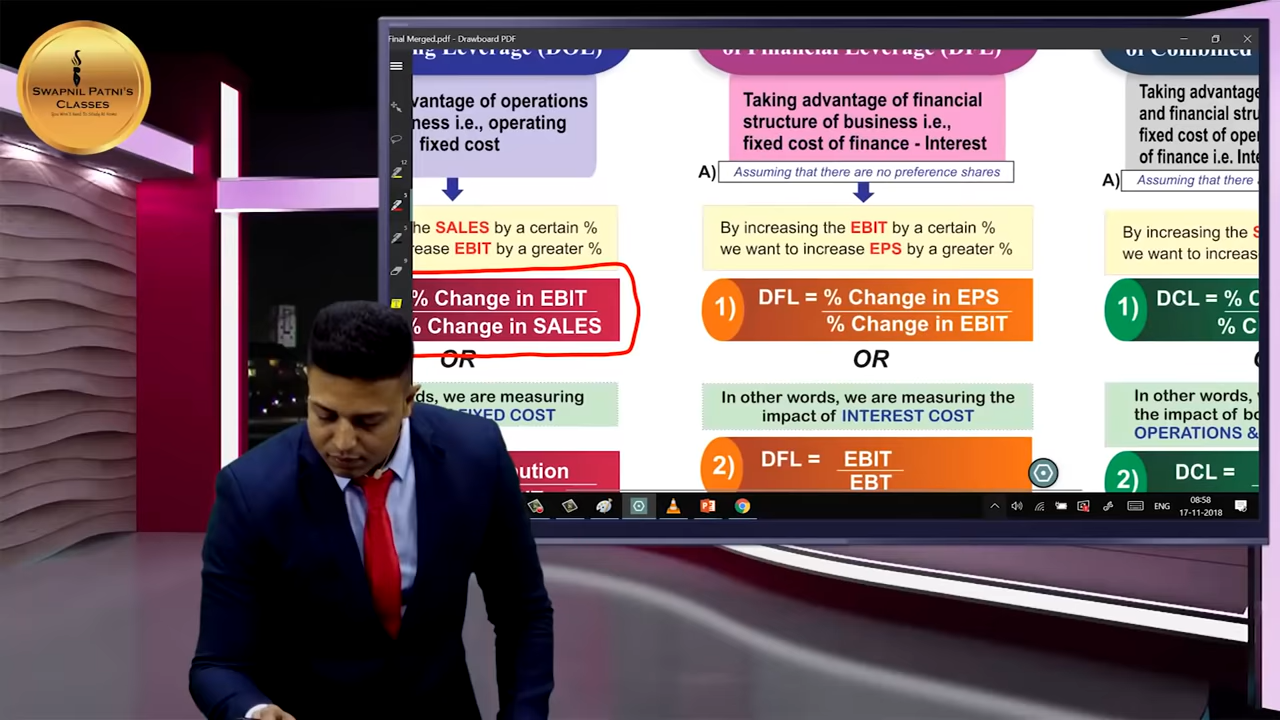 SWAPNIL PATNI'S
CLASSES
Final Merged.pdf - Drawboard PDF
ng Leverage (DOL)
vantage of operations
ness i.e., operating
fixed cost
he SALES by a certain %
rease EBIT by a greater %
% Change in EBIT
% Change in SALES
OR
ds, we are measuring
FIXED COST
ution
of Financial Leverage (DFL)
Taking advantage of financial
structure of business i.e.,
fixed cost of finance - Interest
A) Assuming that there are no preference shares
By increasing the EBIT by a certain %
we want to increase EPS by a greater %
1) DFL = % Change in EPS
% Change in EBIT
OR
In other words, we are measuring the
impact of INTEREST COST
2) DFL = EBIT
EBT
of Combined
Taking advantage
and financial stru
fixed cost of oper
of finance i.e. Inte
A) Assuming that there a
By increasing the S
we want to increas
1) DCL = % C
% C
In other words,
the impact of bo
OPERATIONS &
2) DCL =
ENG
08:58
17-11-2018